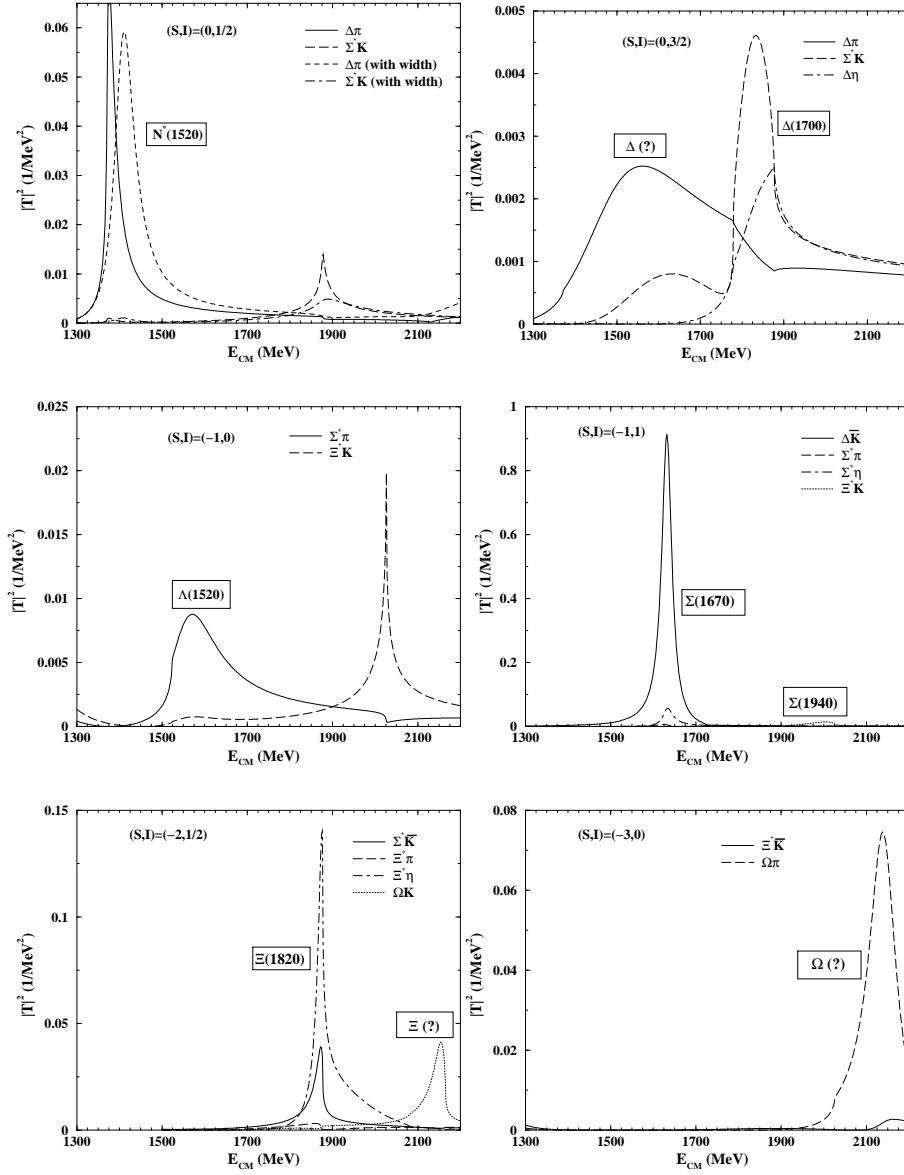 (S,I)=(0,1/2)
Δπ
Σ*K
Δπ (with width)
Σ*K (with width)
N*(1520)
|T|² (1/MeV²)
0.06
0.05
0.04
0.03
0.02
0.01
0
1300 1500 1700 1900 2100
E_CM (MeV)
(S,I)=(0,3/2)
Δπ
Σ*K
Δη
Δ (?)
Δ(1700)
|T|² (1/MeV²)
0.005
0.004
0.003
0.002
0.001
0
1300 1500 1700 1900 2100
E_CM (MeV)
(S,I)=(−1,0)
Σ*π
Ξ*K
Λ(1520)
|T|² (1/MeV²)
0.025
0.02
0.015
0.01
0.005
0
1300 1500 1700 1900 2100
E_CM (MeV)
(S,I)=(−1,1)
ΔK̅
Σ*π
Σ*η
Ξ*K
Σ(1670)
Σ(1940)
|T|² (1/MeV²)
1
0.8
0.6
0.4
0.2
0
1300 1500 1700 1900 2100
E_CM (MeV)
(S,I)=(−2,1/2)
Σ*K̅
Ξ*π
Ξ*η
ΩK
Ξ(1820)
Ξ (?)
|T|² (1/MeV²)
0.15
0.1
0.05
0
1300 1500 1700 1900 2100
E_CM (MeV)
(S,I)=(−3,0)
Ξ*K̅
Ωπ
Ω (?)
|T|² (1/MeV²)
0.08
0.06
0.04
0.02
0
1300 1500 1700 1900 2100
E_CM (MeV)